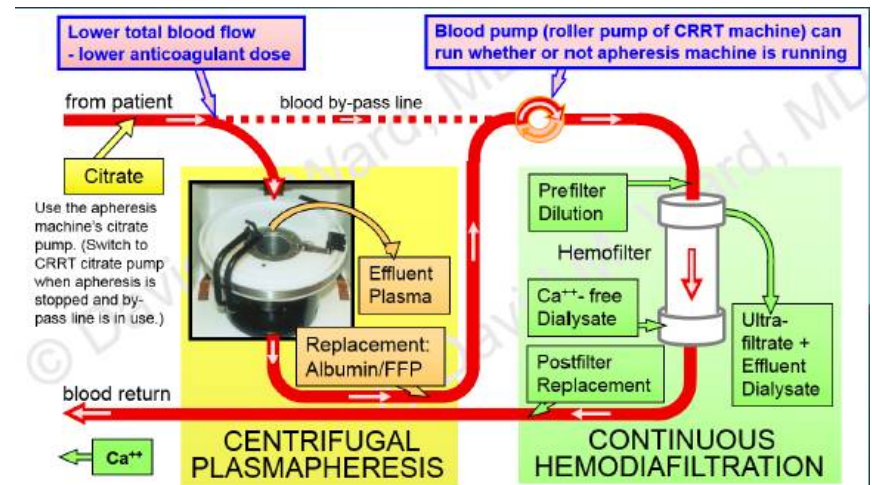 Lower total blood flow
- lower anticoagulant dose
Blood pump (roller pump of CRRT machine) can
run whether or not apheresis machine is running
from patient
blood by-pass line
Citrate
Use the apheresis
machine's citrate
pump. (Switch to
CRRT citrate pump
when apheresis is
stopped and by-
pass line is in use.)
Effluent
Plasma
Replacement:
Albumin/FFP
Prefilter
Dilution
Hemofilter
Ca++- free
Dialysate
Postfilter
Replacement
Ultra-
filtrate +
Effluent
Dialysate
blood return
Ca++
CENTRIFUGAL
PLASMAPHERESIS
CONTINUOUS
HEMODIAFILTRATION